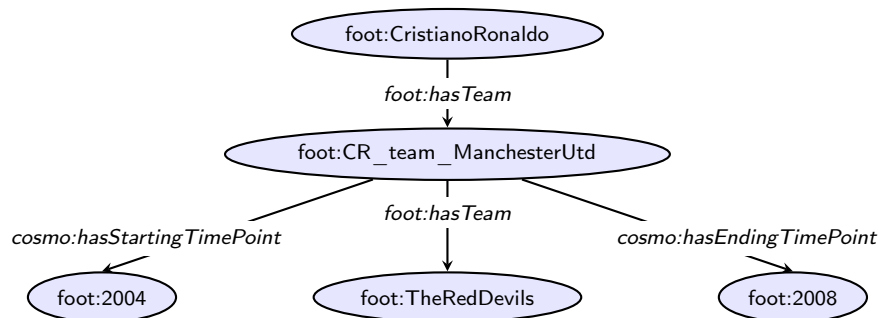 foot:CristianoRonaldo
foot:hasTeam
foot:CR_team_ManchesterUtd
foot:hasTeam
cosmo:hasStartingTimePoint
cosmo:hasEndingTimePoint
foot:2004
foot:TheRedDevils
foot:2008